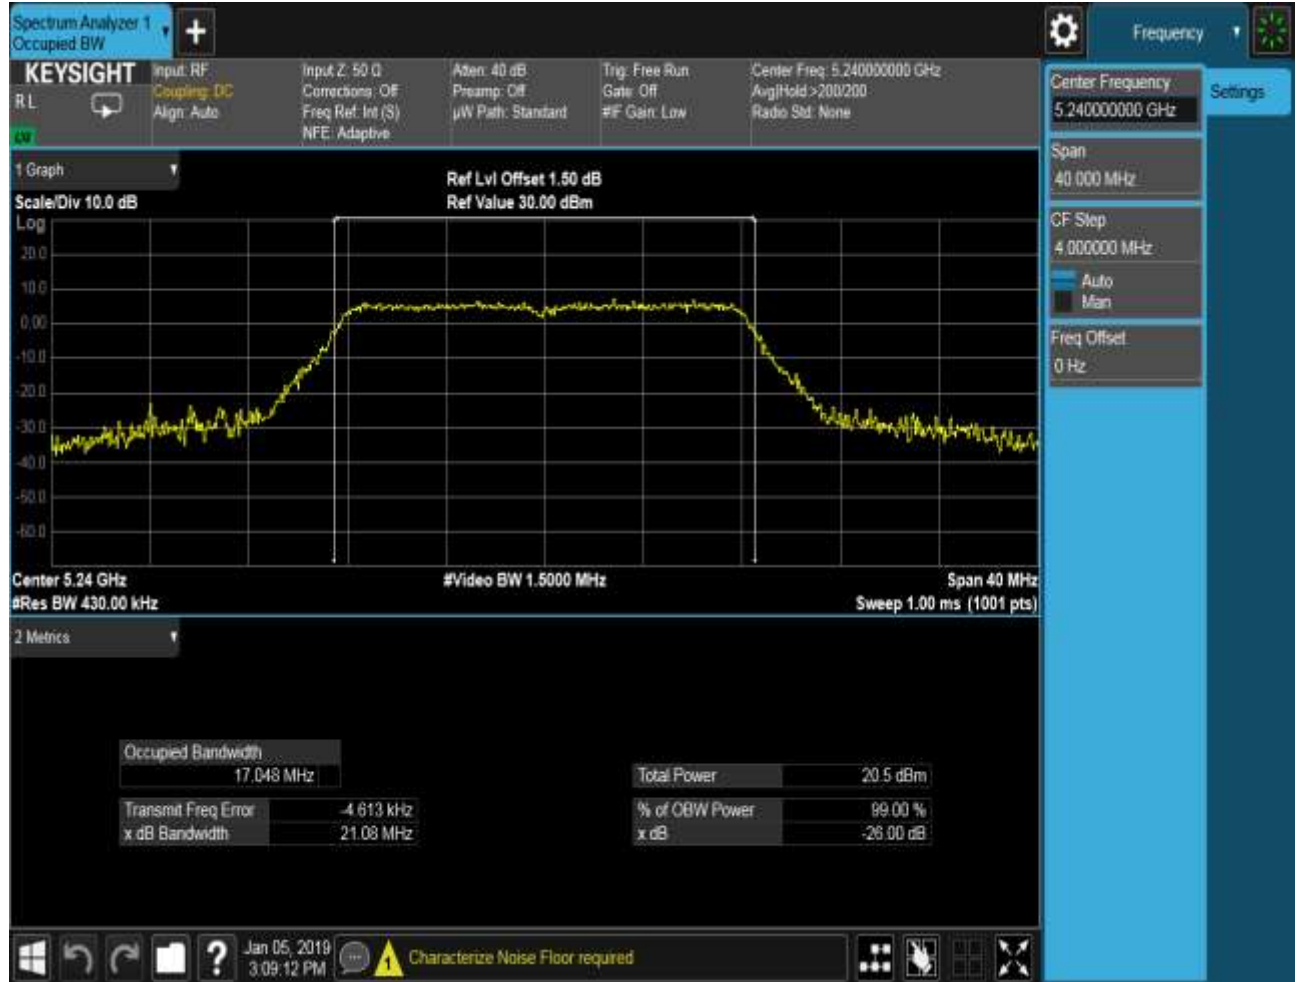 Spectrum Analyzer 1
Occupied BW
Frequency
KEYSIGHT
R L
Input: RF
Coupling: DC
Align: Auto
Input Z: 50 Ω
Corrections: Off
Freq Ref: Int (S)
NFE: Adaptive
Atten: 40 dB
Preamp: Off
µW Path: Standard
Trig: Free Run
Gate: Off
#IF Gain: Low
Center Freq: 5.240000000 GHz
Avg|Hold:>200/200
Radio Std: None
Center Frequency
5.240000000 GHz
Settings
Span
40.000 MHz
CF Step
4.000000 MHz
Auto
Man
Freq Offset
0 Hz
1 Graph
Scale/Div 10.0 dB
Ref Lvl Offset 1.50 dB
Ref Value 30.00 dBm
Log
20.0
10.0
0.00
-10.0
-20.0
-30.0
-40.0
-50.0
-60.0
Center 5.24 GHz
#Res BW 430.00 kHz
#Video BW 1.5000 MHz
Span 40 MHz
Sweep 1.00 ms (1001 pts)
2 Metrics
Occupied Bandwidth
17.048 MHz
Total Power 20.5 dBm
Transmit Freq Error -4.613 kHz
% of OBW Power 99.00 %
x dB Bandwidth 21.08 MHz
x dB -26.00 dB
Jan 05, 2019
3:09:12 PM
1
Characterize Noise Floor required